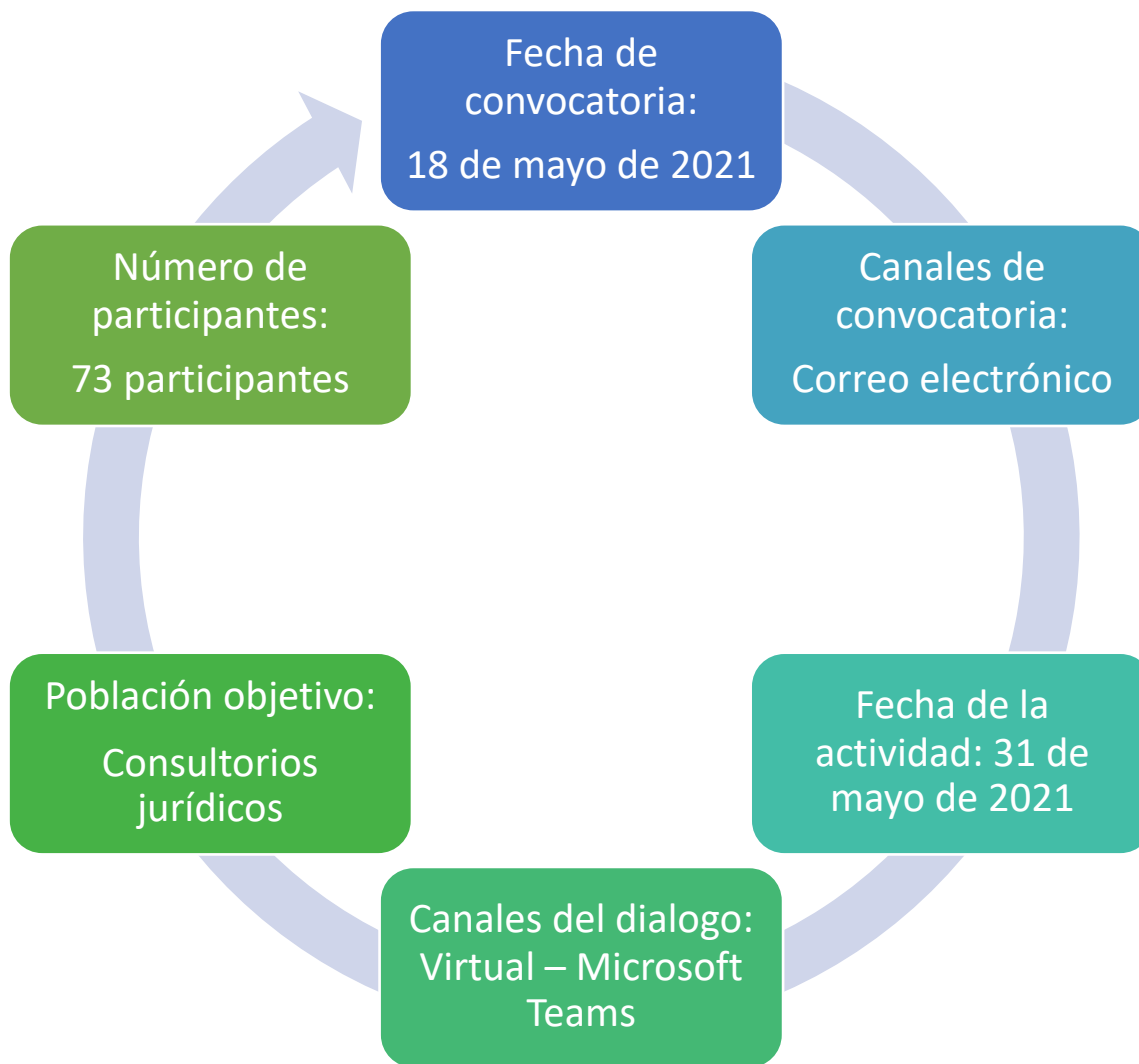 Fecha de
convocatoria:
18 de mayo de 2021
Canales de
convocatoria:
Correo electrónico
Fecha de la
actividad: 31 de
mayo de 2021
Canales del dialogo:
Virtual – Microsoft
Teams
Población objetivo:
Consultorios
jurídicos
Número de
participantes:
73 participantes